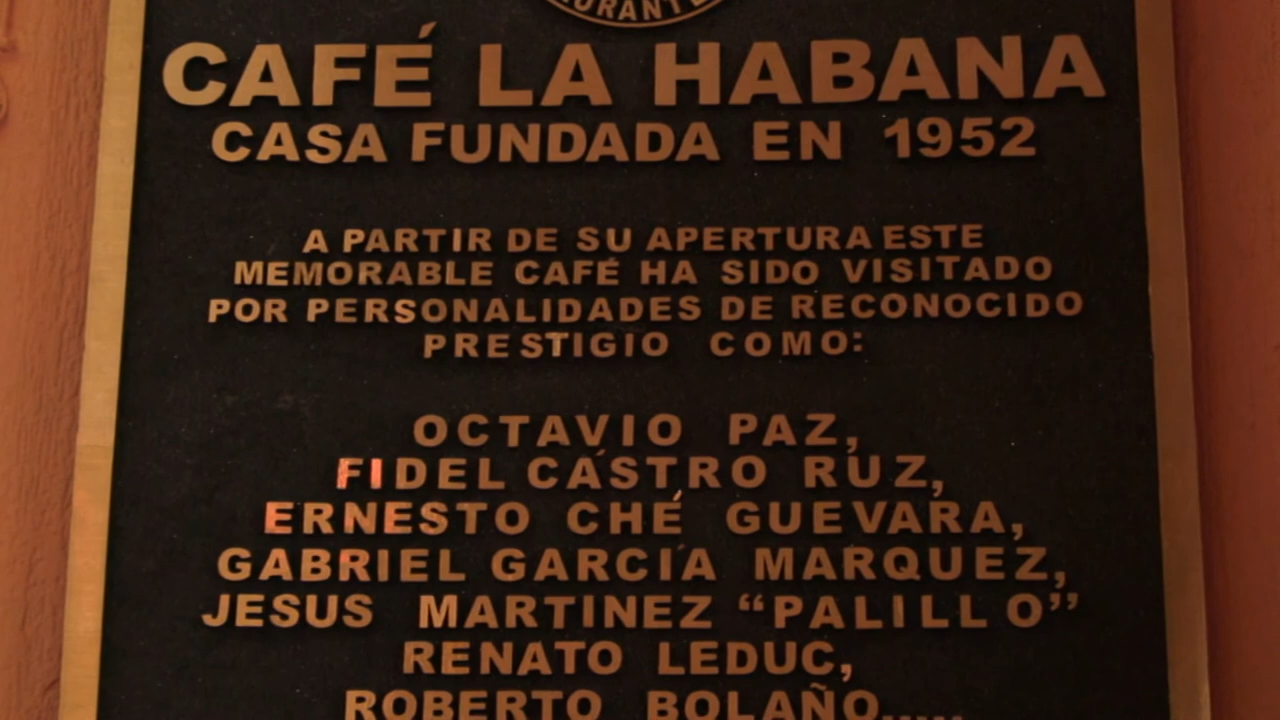 CAFÉ LA HABANA
CASA FUNDADA EN 1952
A PARTIR DE SU APERTURA ESTE
MEMORABLE CAFÉ HA SIDO VISITADO
POR PERSONALIDADES DE RECONOCIDO
PRESTIGIO COMO:
OCTAVIO PAZ,
FIDEL CÁSTRO RUZ,
ERNESTO CHÉ GUEVARA,
GABRIEL GARCÍA MARQUEZ,
JESUS MARTINEZ “PALILLO”
RENATO LEDUC,
ROBERTO BOLAÑO.....